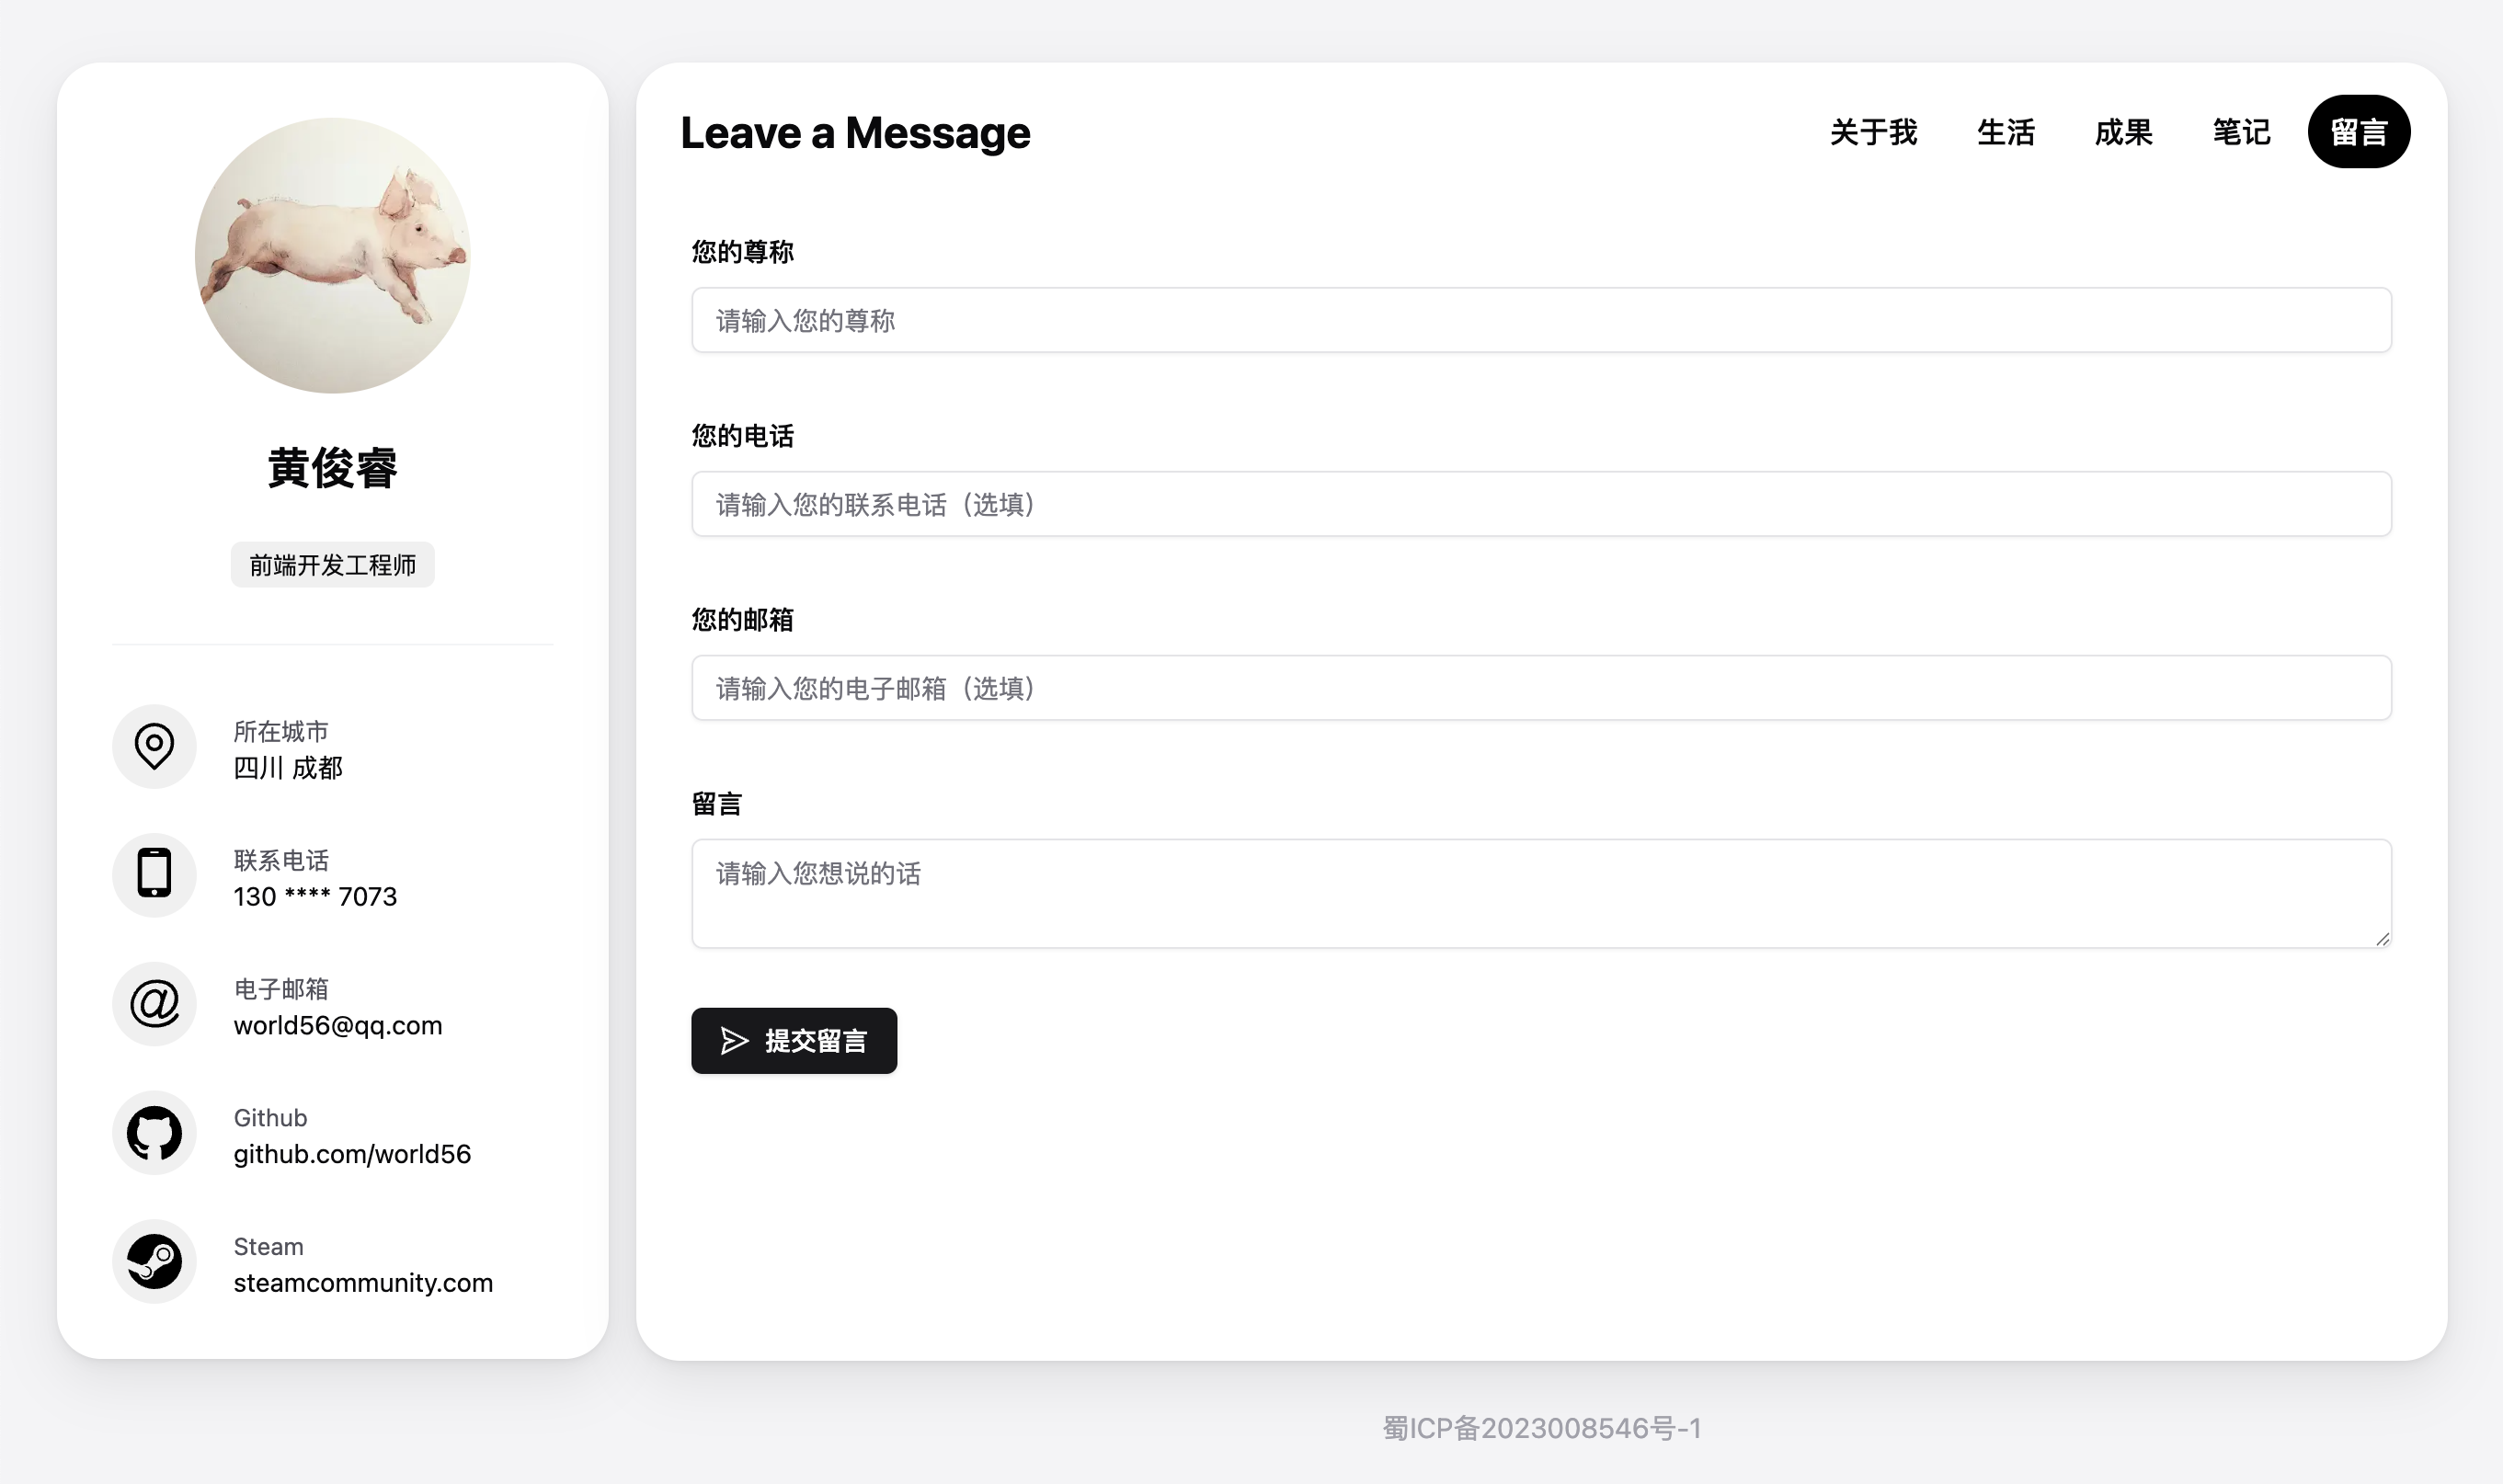 黄俊睿
前端开发工程师
所在城市
四川 成都
联系电话
130 **** 7073
电子邮箱
world56@qq.com
Github
github.com/world56
Steam
steamcommunity.com
Leave a Message
关于我 生活 成果 笔记 留言
您的尊称
请输入您的尊称
您的电话
请输入您的联系电话（选填）
您的邮箱
请输入您的电子邮箱（选填）
留言
请输入您想说的话
提交留言
蜀ICP备2023008546号-1